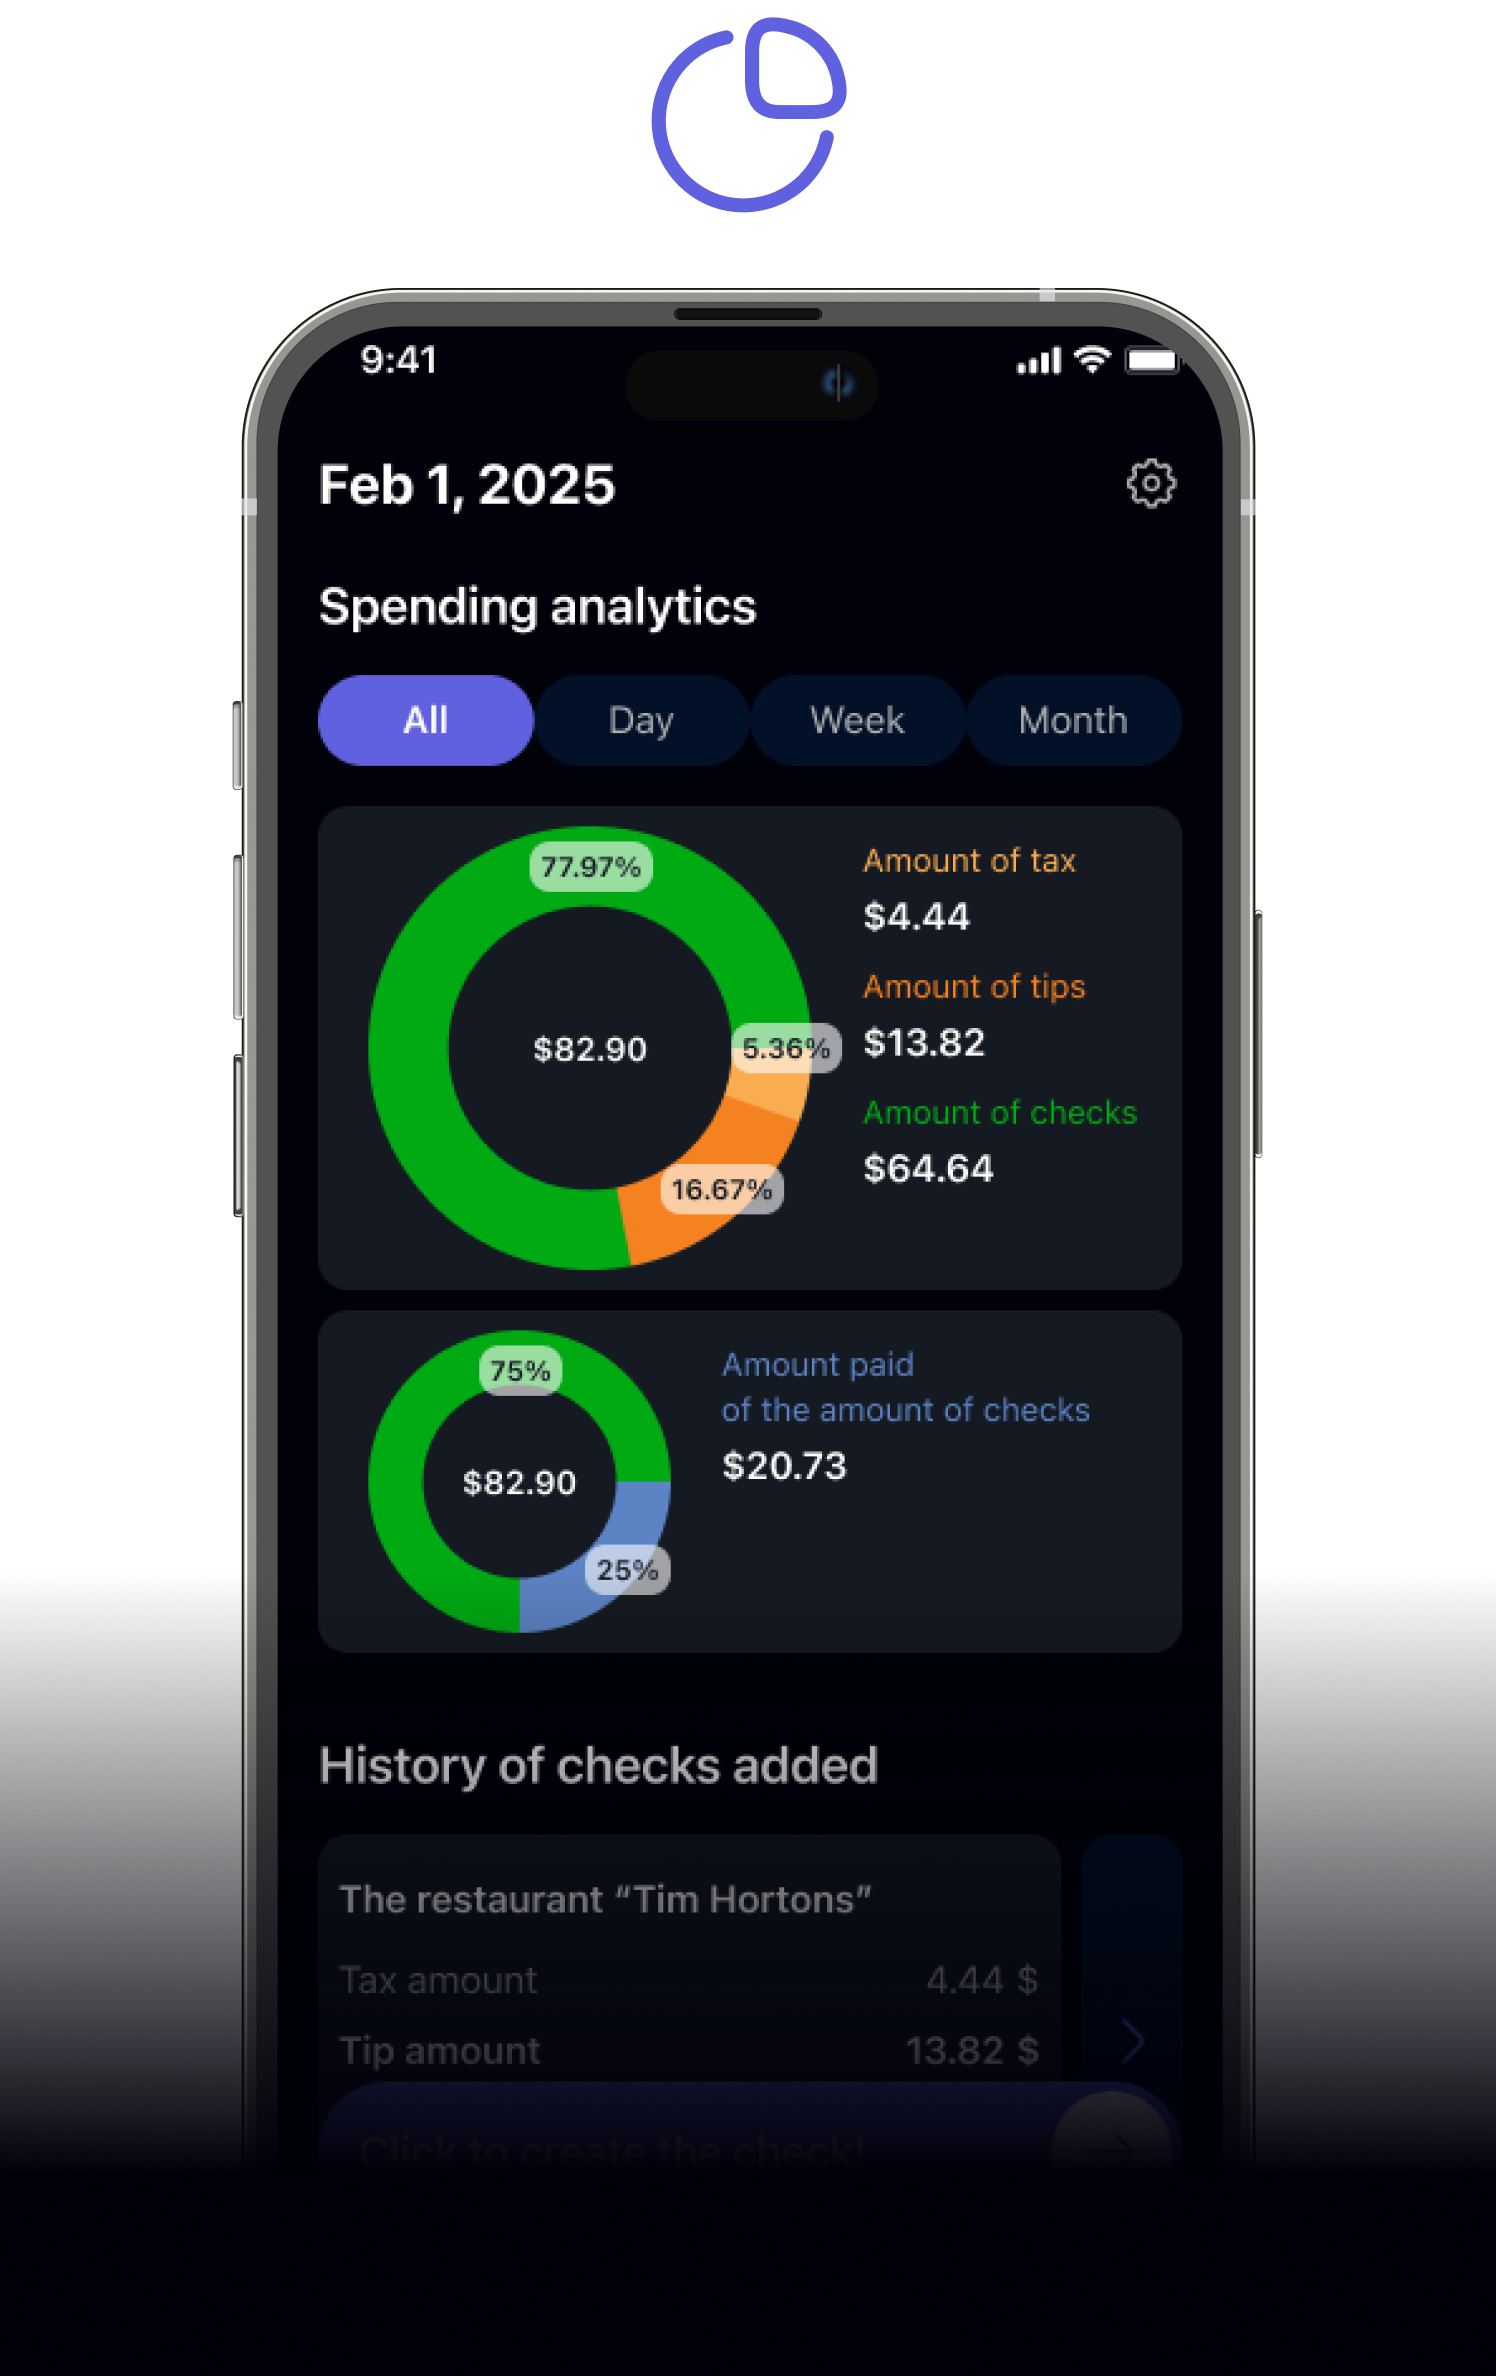 9:41
Feb 1, 2025
Spending analytics
All Day Week Month
77.97%
$82.90
5.36%
16.67%
Amount of tax
$4.44
Amount of tips
$13.82
Amount of checks
$64.64
75%
$82.90
25%
Amount paid
of the amount of checks
$20.73
History of checks added
The restaurant “Tim Hortons”
Tax amount 4.44 $
Tip amount 13.82 $
Click to create the check!